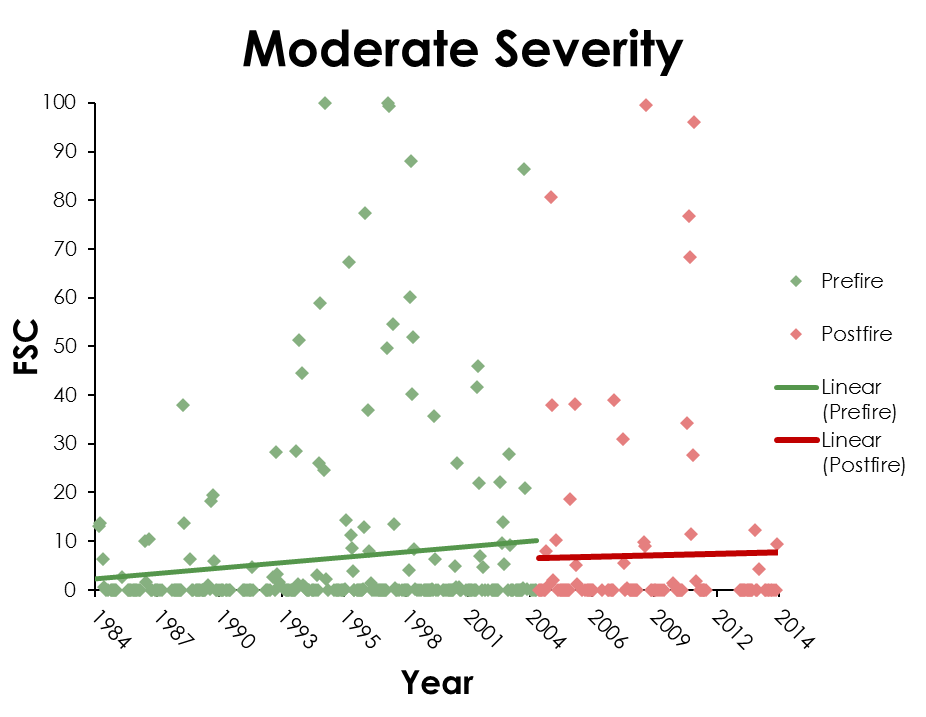 Moderate Severity
100
90
80
70
60
50
40
30
20
10
0
FSC
1984
1987
1990
1993
1995
1998
2001
2004
2006
2009
2012
2014
Year
Prefire
Postfire
Linear
(Prefire)
Linear
(Postfire)